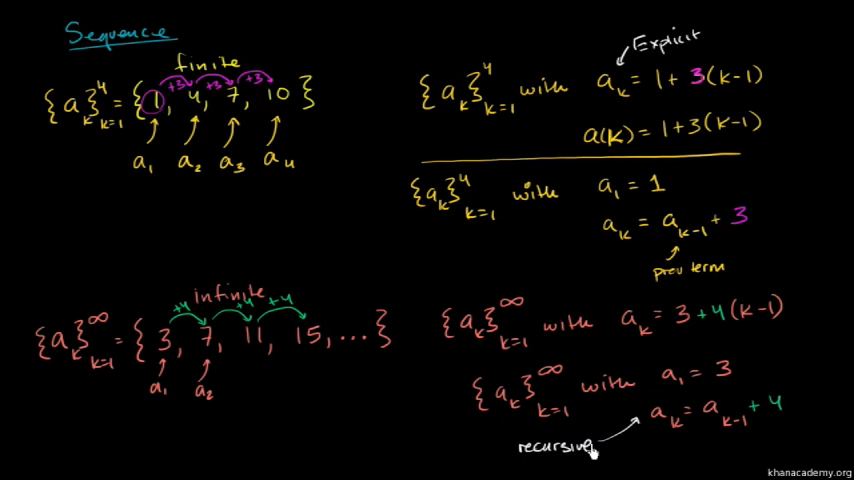 Sequence
finite
+3 +3 +3
{a_k}_{k=1}^4 = {1, 4, 7, 10}
a_1 a_2 a_3 a_4
Explicit
{a_k}_{k=1}^4 with a_k = 1 + 3(k-1)
a(k) = 1 + 3(k-1)
{a_k}_{k=1}^4 with a_1 = 1
a_k = a_{k-1} + 3
prev term
infinite
+4 +4 +4
{a_k}_{k=1}^∞ = {3, 7, 11, 15, ...}
a_1 a_2
{a_k}_{k=1}^∞ with a_k = 3 + 4(k-1)
{a_k}_{k=1}^∞ with a_1 = 3
a_k = a_{k-1} + 4
recursive
khanacademy.org